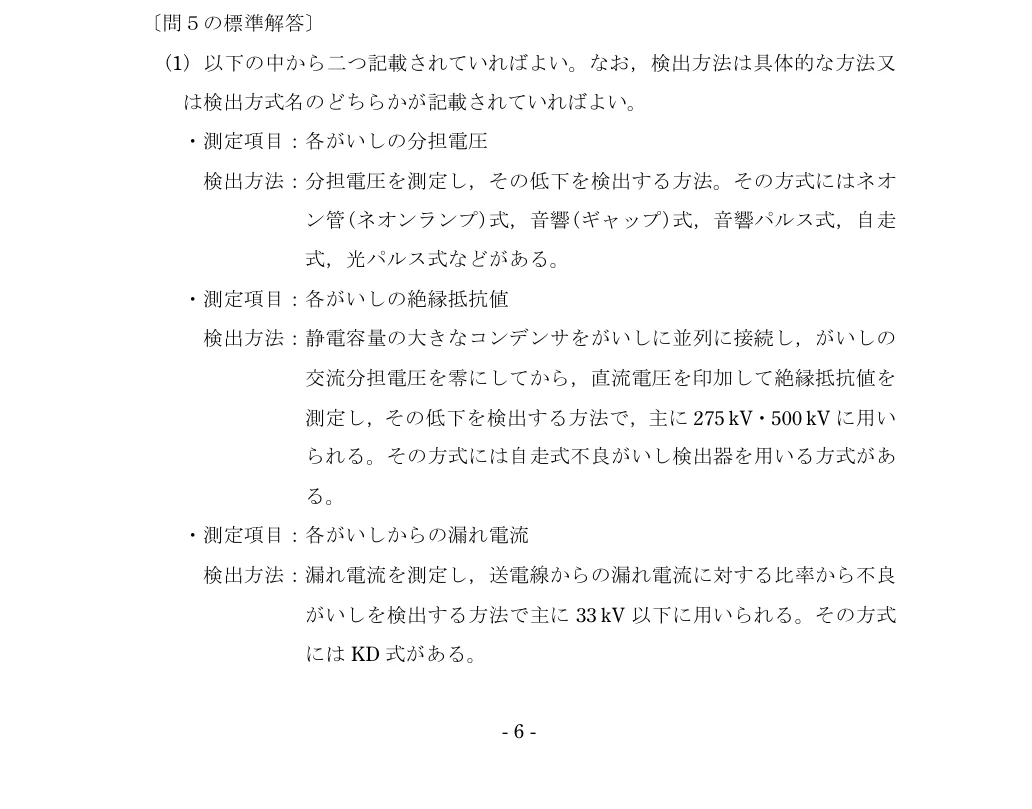 〔問５の標準解答〕
(1) 以下の中から二つ記載されていればよい。なお，検出方法は具体的な方法又
は検出方式名のどちらかが記載されていればよい。
・測定項目：各がいしの分担電圧
検出方法：分担電圧を測定し，その低下を検出する方法。その方式にはネオ
ン管(ネオンランプ)式，音響(ギャップ)式，音響パルス式，自走
式，光パルス式などがある。
・測定項目：各がいしの絶縁抵抗値
検出方法：静電容量の大きなコンデンサをがいしに並列に接続し，がいしの
交流分担電圧を零にしてから，直流電圧を印加して絶縁抵抗値を
測定し，その低下を検出する方法で，主に 275 kV・500 kV に用い
られる。その方式には自走式不良がいし検出器を用いる方式があ
る。
・測定項目：各がいしからの漏れ電流
検出方法：漏れ電流を測定し，送電線からの漏れ電流に対する比率から不良
がいしを検出する方法で主に 33 kV 以下に用いられる。その方式
には KD 式がある。
- 6 -